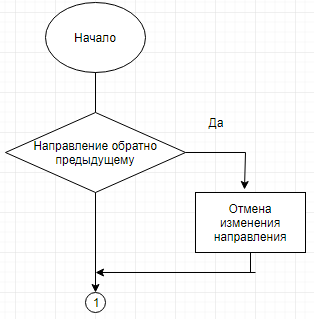 Начало
Да
Направление обратно
предыдущему
Отмена
изменения
направления
1